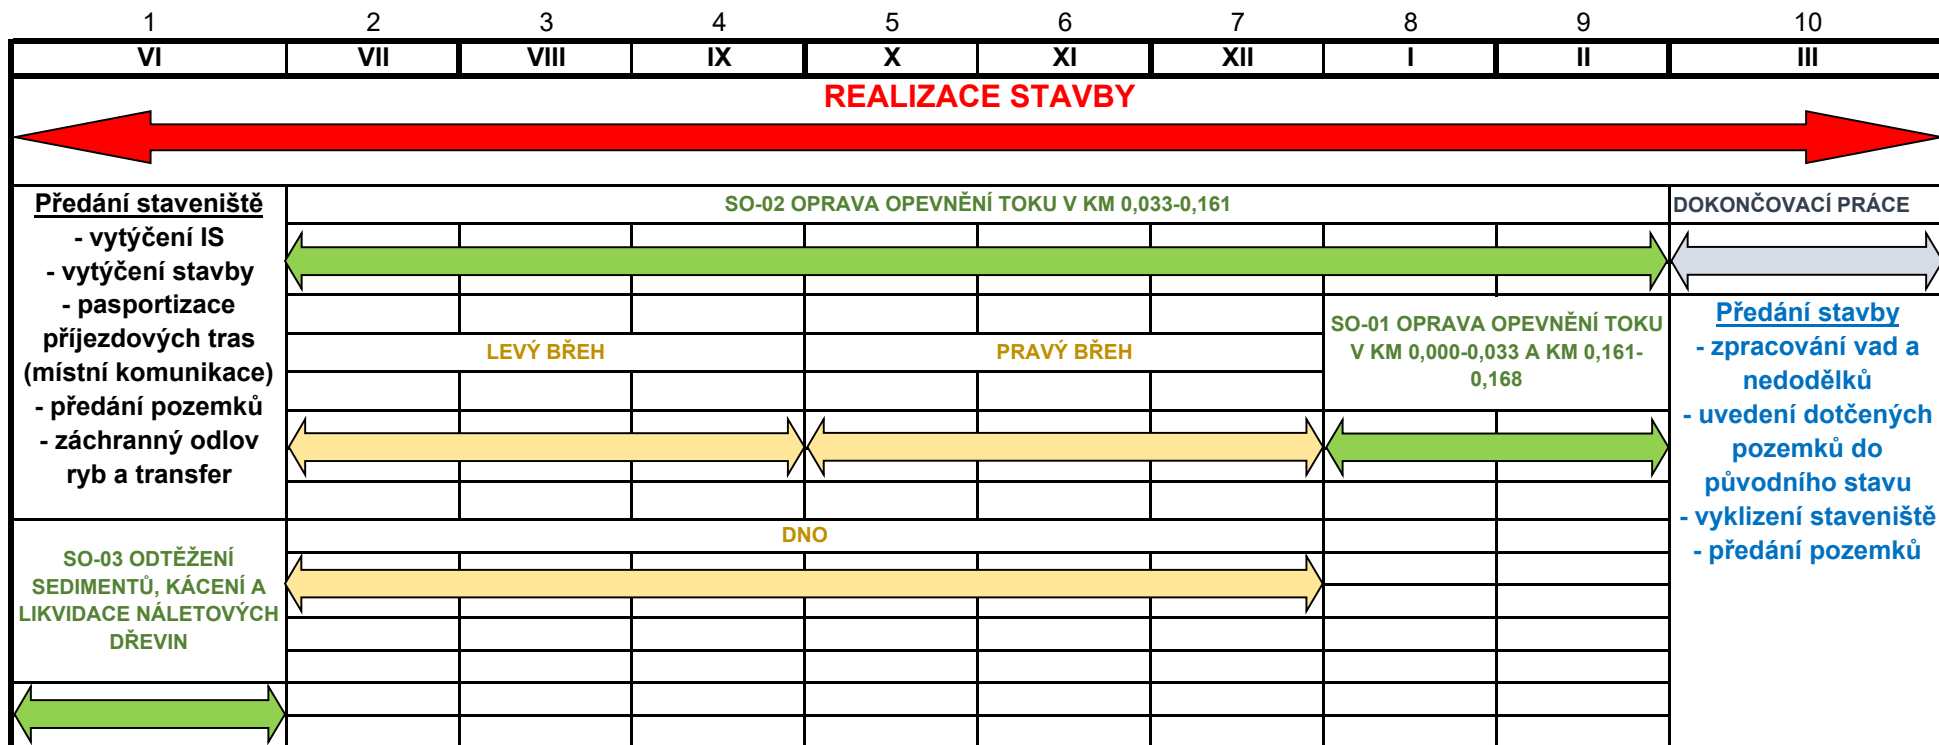 1 2 3 4 5 6 7 8 9 10
VI VII VIII IX X XI XII I II III
REALIZACE STAVBY
Předání staveniště
- vytýčení IS
- vytýčení stavby
- pasportizace
příjezdových tras
(místní komunikace)
- předání pozemků
- záchranný odlov
ryb a transfer
SO-03 ODTĚŽENÍ
SEDIMENTŮ, KÁCENÍ A
LIKVIDACE NÁLETOVÝCH
DŘEVIN
SO-02 OPRAVA OPEVNĚNÍ TOKU V KM 0,033-0,161
LEVÝ BŘEH
PRAVÝ BŘEH
SO-01 OPRAVA OPEVNĚNÍ TOKU
V KM 0,000-0,033 A KM 0,161-
0,168
DNO
DOKONČOVACÍ PRÁCE
Předání stavby
- zpracování vad a
nedodělků
- uvedení dotčených
pozemků do
původního stavu
- vyklizení staveniště
- předání pozemků